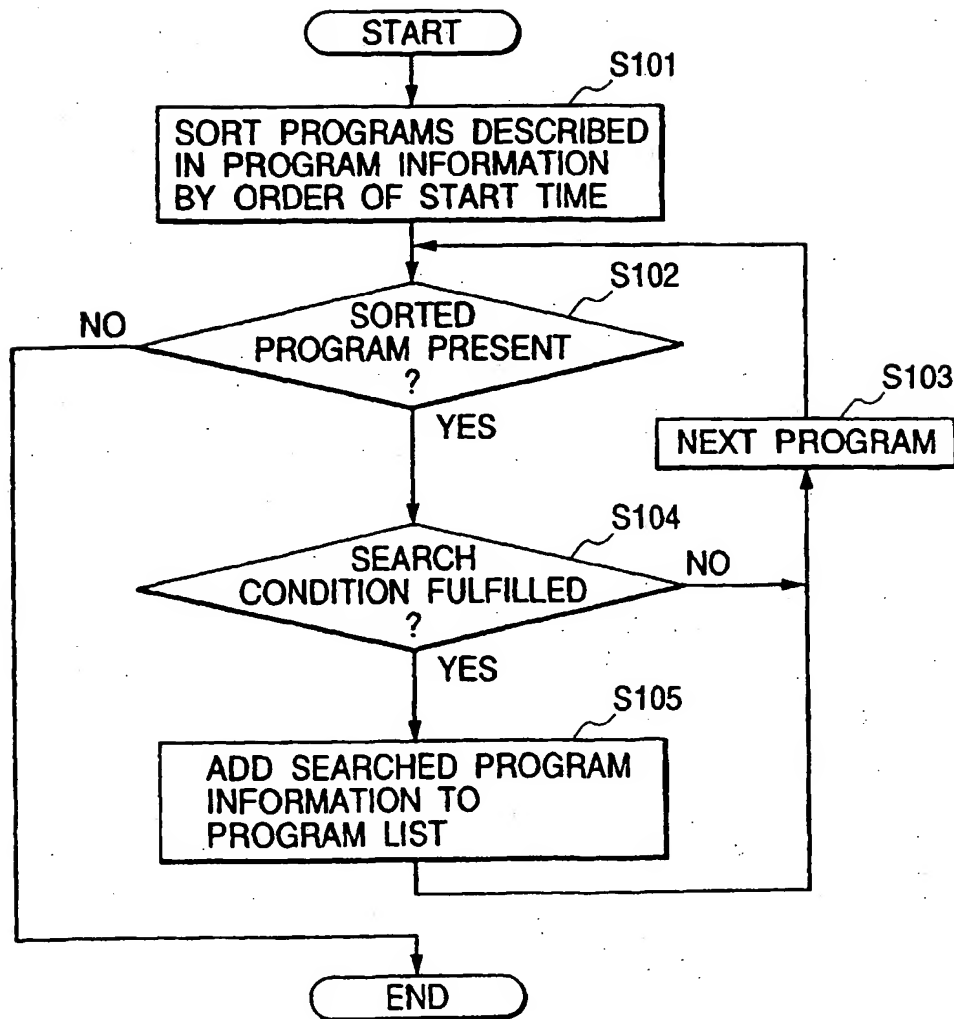 START
S101
SORT PROGRAMS DESCRIBED
IN PROGRAM INFORMATION
BY ORDER OF START TIME
S102
NO
SORTED
PROGRAM PRESENT
?
YES
S103
NEXT PROGRAM
S104
SEARCH
CONDITION FULFILLED
?
NO
YES
S105
ADD SEARCHED PROGRAM
INFORMATION TO
PROGRAM LIST
END